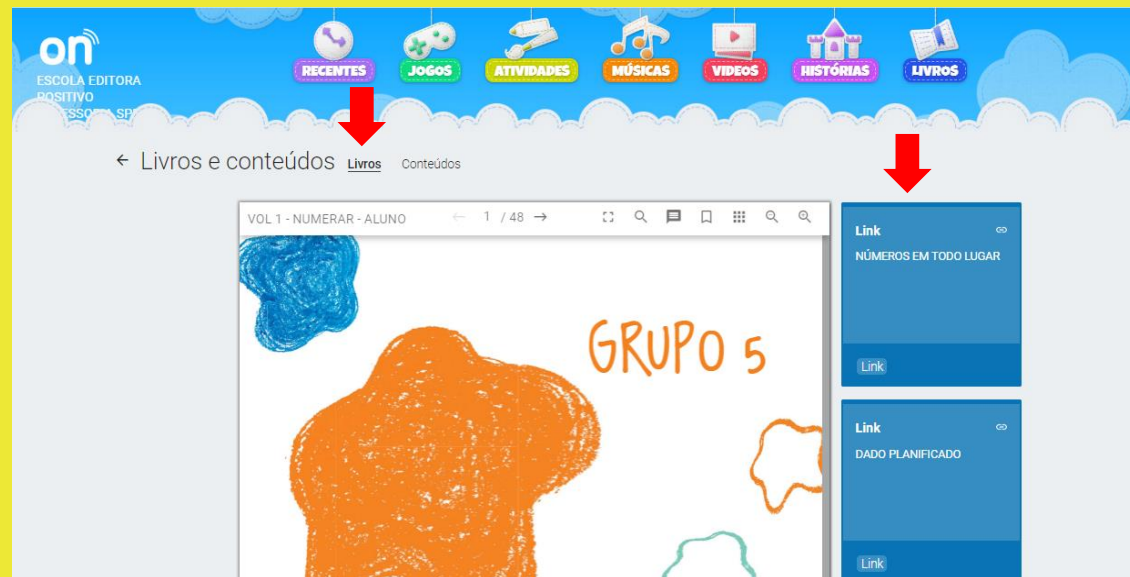 on
ESCOLA EDITORA
POSITIVO
RECENTES
JOGOS
ATIVIDADES
MÚSICAS
VIDEOS
HISTÓRIAS
LIVROS
← Livros e conteúdos Livros Conteúdos
VOL 1 - NUMERAR - ALUNO ← 1 / 48 →
GRUPO 5
Link
NÚMEROS EM TODO LUGAR
Link
Link
DADO PLANIFICADO
Link